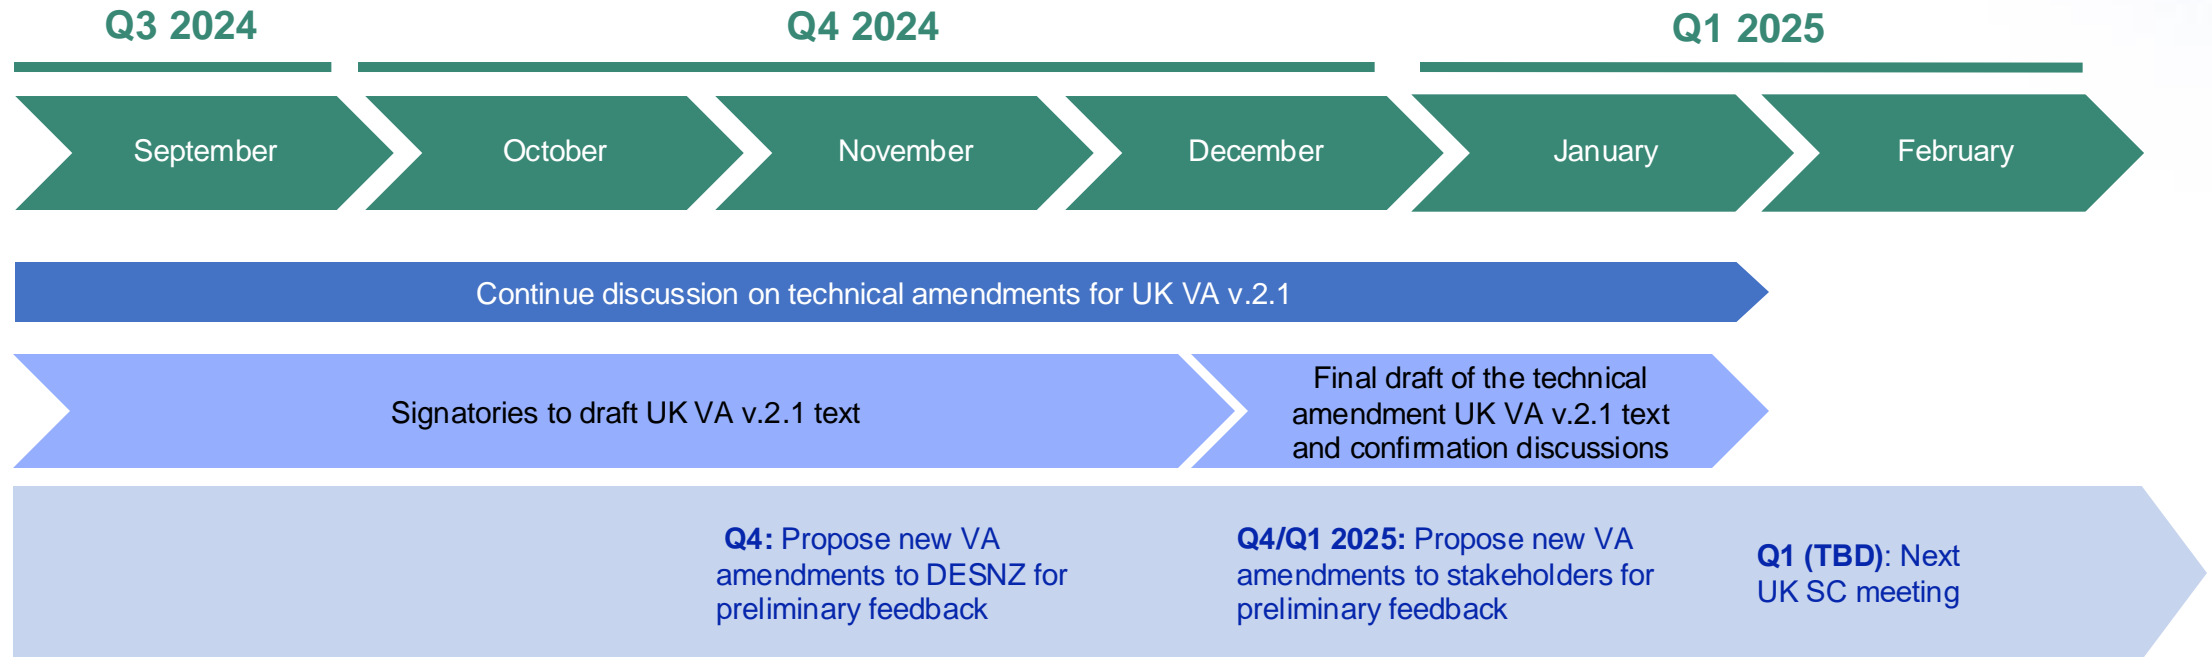 Q3 2024
Q4 2024
Q1 2025
September
October
November
December
January
February
Continue discussion on technical amendments for UK VA v.2.1
Signatories to draft UK VA v.2.1 text
Final draft of the technical
amendment UK VA v.2.1 text
and confirmation discussions
Q4: Propose new VA
amendments to DESNZ for
preliminary feedback
Q4/Q1 2025: Propose new VA
amendments to stakeholders for
preliminary feedback
Q1 (TBD): Next
UK SC meeting